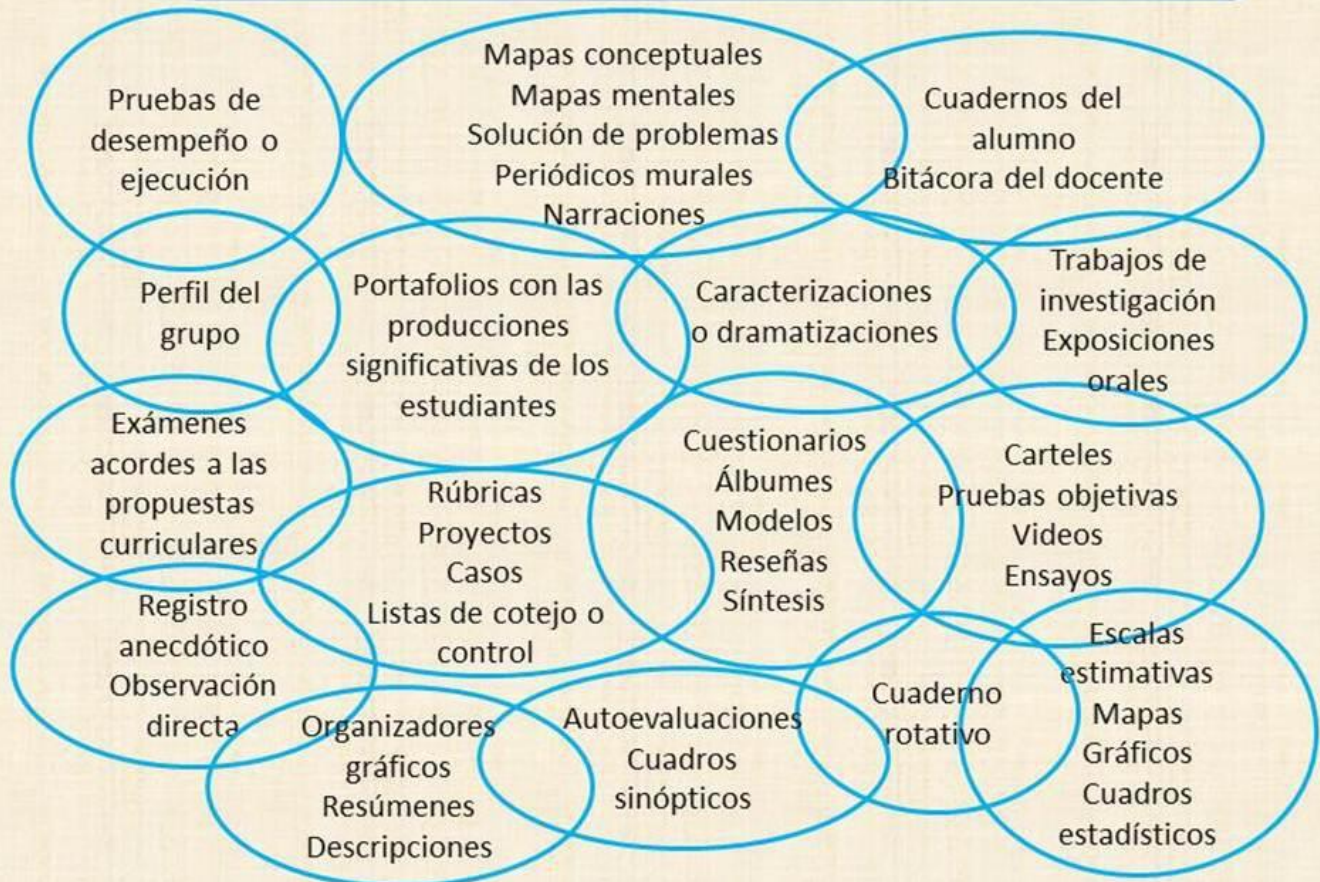 Pruebas de
desempeño o
ejecución
Mapas conceptuales
Mapas mentales
Solución de problemas
Periódicos murales
Narraciones
Cuadernos del
alumno
Bitácora del docente
Perfil del
grupo
Portafolios con las
producciones
significativas de los
estudiantes
Caracterizaciones
o dramatizaciones
Trabajos de
investigación
Exposiciones
orales
Exámenes
acordes a las
propuestas
curriculares
Rúbricas
Proyectos
Casos
Listas de cotejo o
control
Cuestionarios
Álbumes
Modelos
Reseñas
Síntesis
Carteles
Pruebas objetivas
Videos
Ensayos
Registro
anecdótico
Observación
directa
Organizadores
gráficos
Resúmenes
Descripciones
Autoevaluaciones
Cuadros
sinópticos
Cuaderno
rotativo
Escalas
estimativas
Mapas
Gráficos
Cuadros
estadísticos